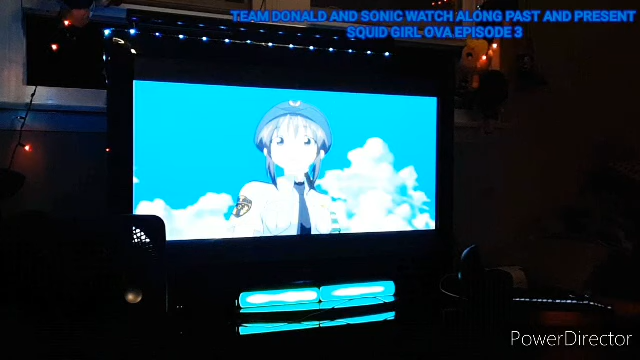 TEAM DONALD AND SONIC WATCH ALONG PAST AND PRESENT
SQUID GIRL OVA EPISODE 3
PowerDirector